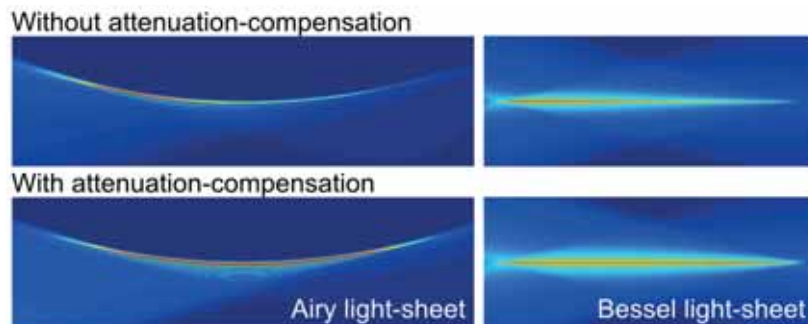 Without attenuation-compensation
With attenuation-compensation
Airy light-sheet
Bessel light-sheet